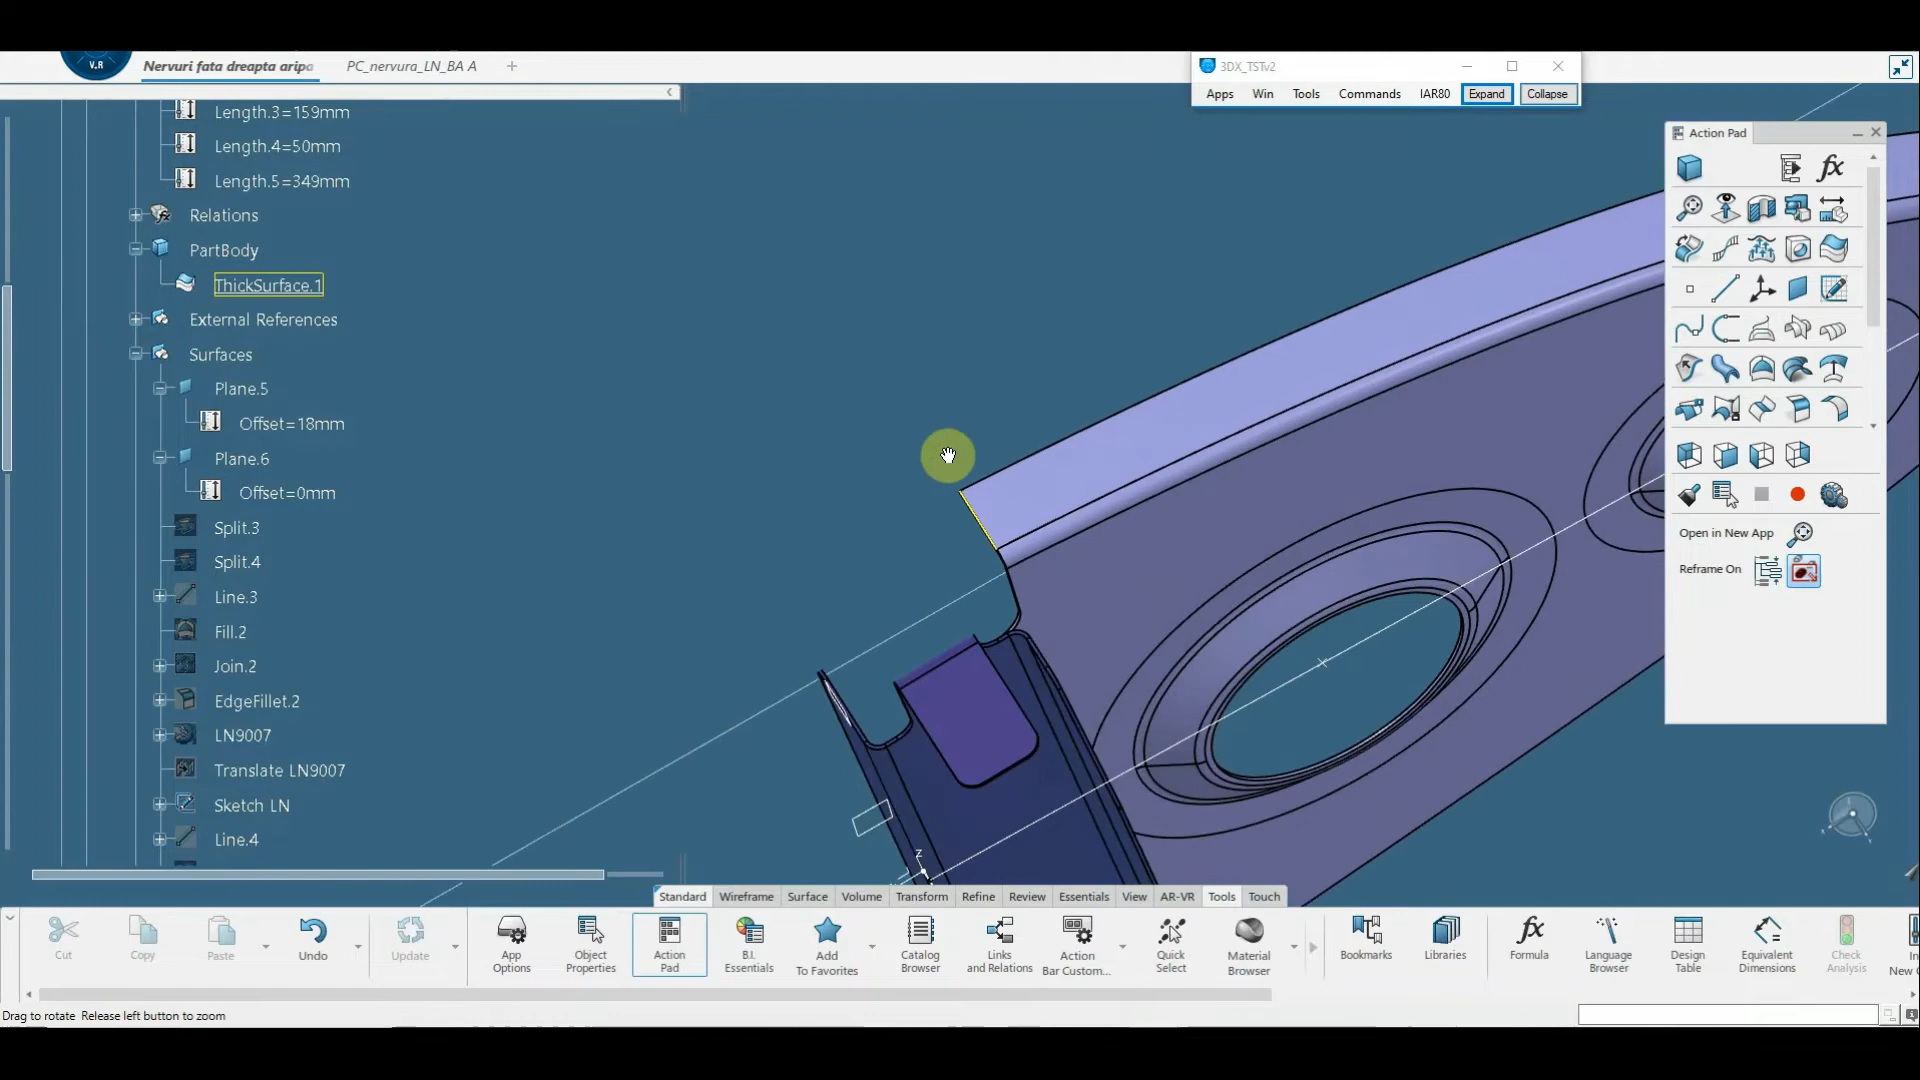 V.R
Nervuri fata dreapta aripa
PC_nervura_LN_BA A
3DX_TSTv2
Apps
Win
Tools
Commands
IAR80
Expand
Collapse
Length.3=159mm
Length.4=50mm
Length.5=349mm
Relations
PartBody
ThickSurface.1
External References
Surfaces
Plane.5
Offset=18mm
Plane.6
Offset=0mm
Split.3
Split.4
Line.3
Fill.2
Join.2
EdgeFillet.2
LN9007
Translate LN9007
Sketch LN
Line.4
Action Pad
fx
Open in New App
Reframe On
z
Standard
Wireframe
Surface
Volume
Transform
Refine
Review
Essentials
View
AR-VR
Tools
Touch
Cut
Copy
Paste
Undo
Update
App Options
Object Properties
Action Pad
B.I. Essentials
Add To Favorites
Catalog Browser
Links and Relations
Action Bar Custom...
Quick Select
Material Browser
Bookmarks
Libraries
fx
Formula
Language Browser
Design Table
Equivalent Dimensions
Check Analysis
In
New C
Drag to rotate Release left button to zoom